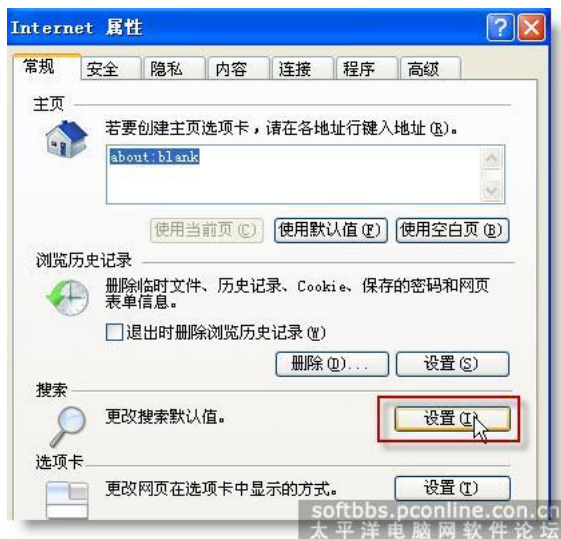 Internet 属性
常规 安全 隐私 内容 连接 程序 高级
主页
若要创建主页选项卡，请在各地址行键入地址(R)。
about:blank
使用当前页(C) 使用默认值(F) 使用空白页(B)
浏览历史记录
删除临时文件、历史记录、Cookie、保存的密码和网页
表单信息。
退出时删除浏览历史记录(W)
删除(D)... 设置(S)
搜索
更改搜索默认值。
设置(I)
选项卡
更改网页在选项卡中显示的方式。
设置(T)
softbbs.pconline.com.cn
太平洋电脑网软件论坛